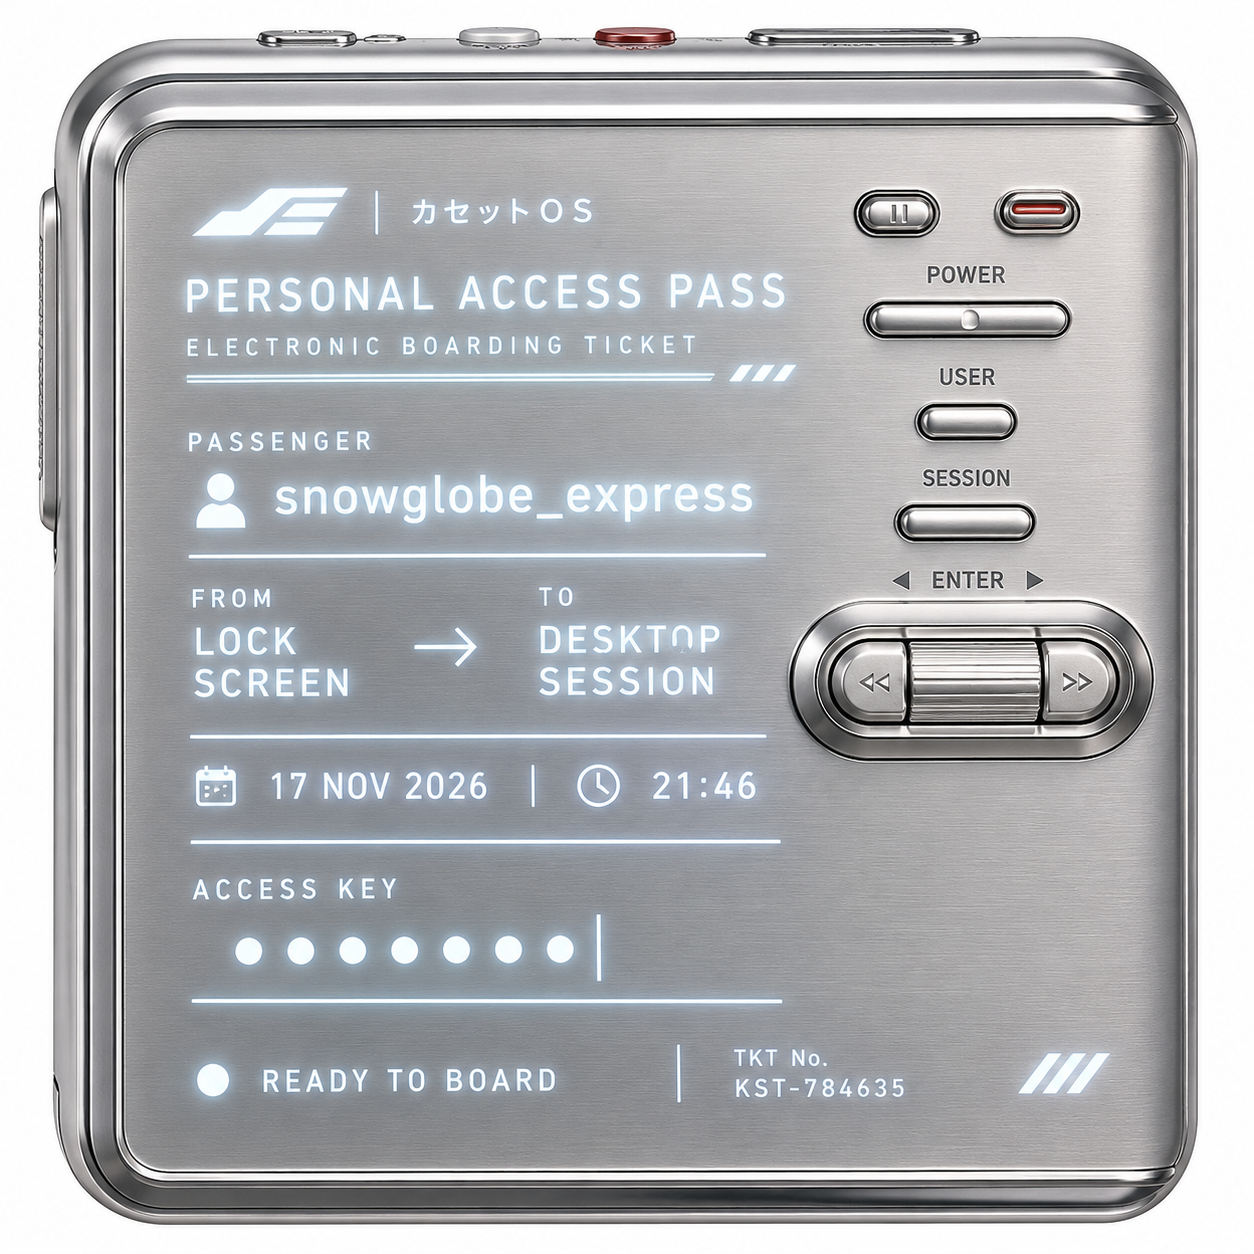 カセットOS
PERSONAL ACCESS PASS
ELECTRONIC BOARDING TICKET
PASSENGER
snowglobe_express
FROM
LOCK
SCREEN
TO
DESKTOP
SESSION
17 NOV 2026
21:46
ACCESS KEY
READY TO BOARD
TKT No.
KST-784635
POWER
USER
SESSION
ENTER